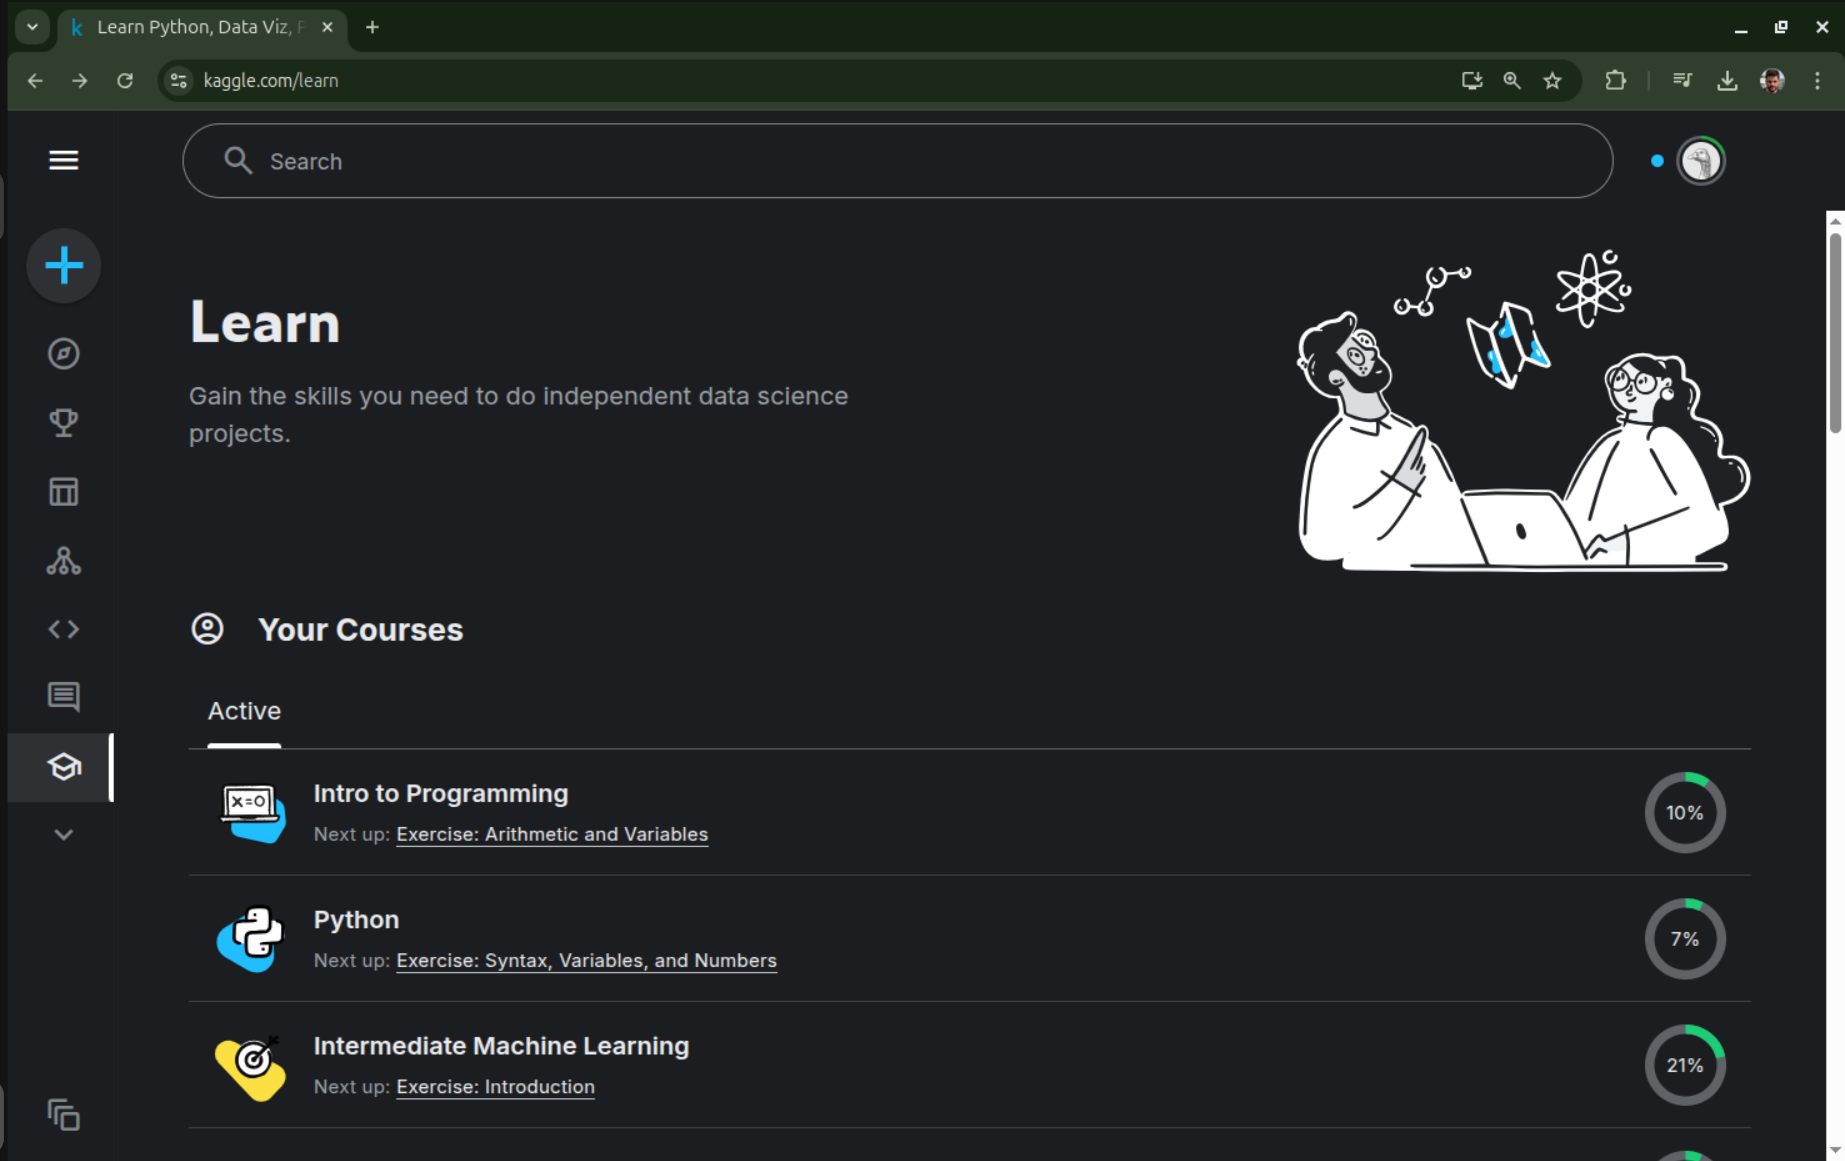 Learn Python, Data Viz, P
kaggle.com/learn
Search
Learn
Gain the skills you need to do independent data science
projects.
Your Courses
Active
x=0
Intro to Programming
Next up: Exercise: Arithmetic and Variables
10%
Python
Next up: Exercise: Syntax, Variables, and Numbers
7%
Intermediate Machine Learning
Next up: Exercise: Introduction
21%